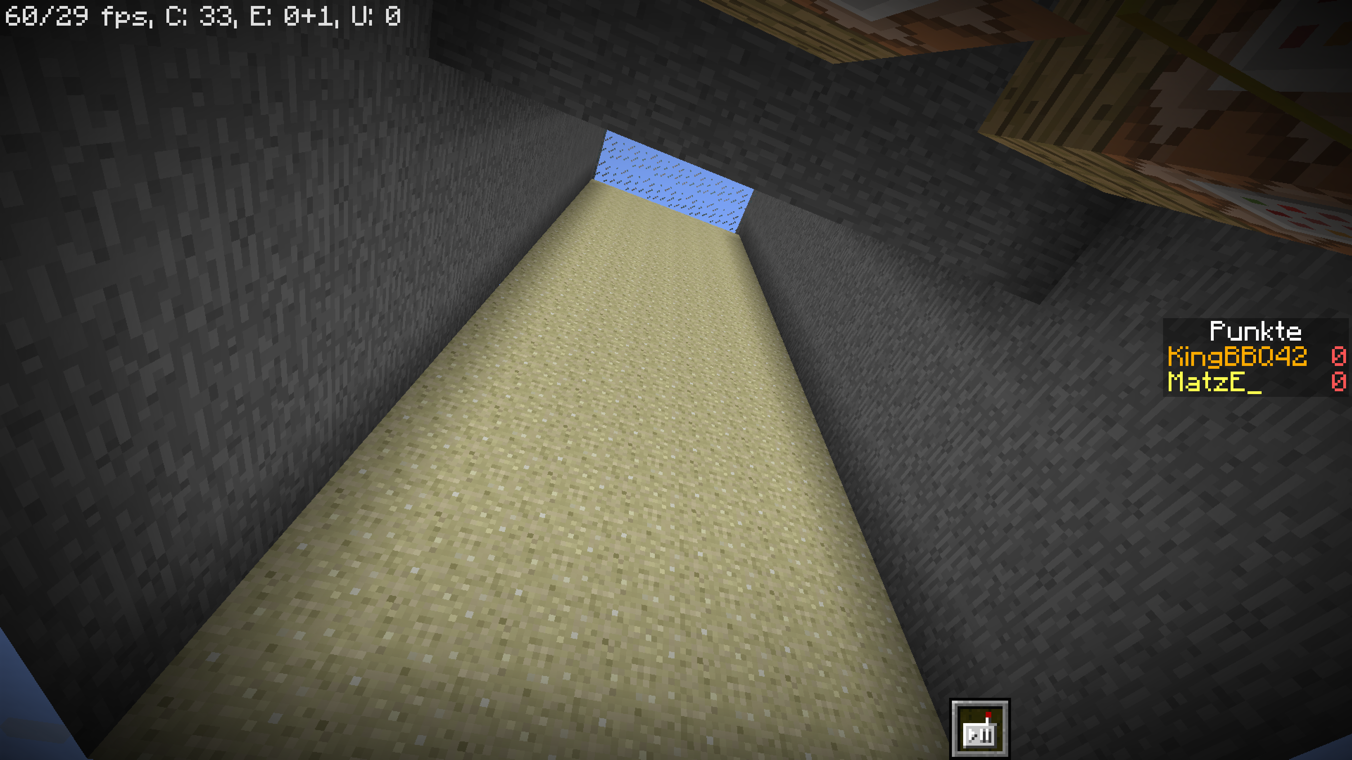 60/29 fps, C: 33, E: 0+1, U: 0
Punkte
KingBBQ42 0
MatzE_ 0